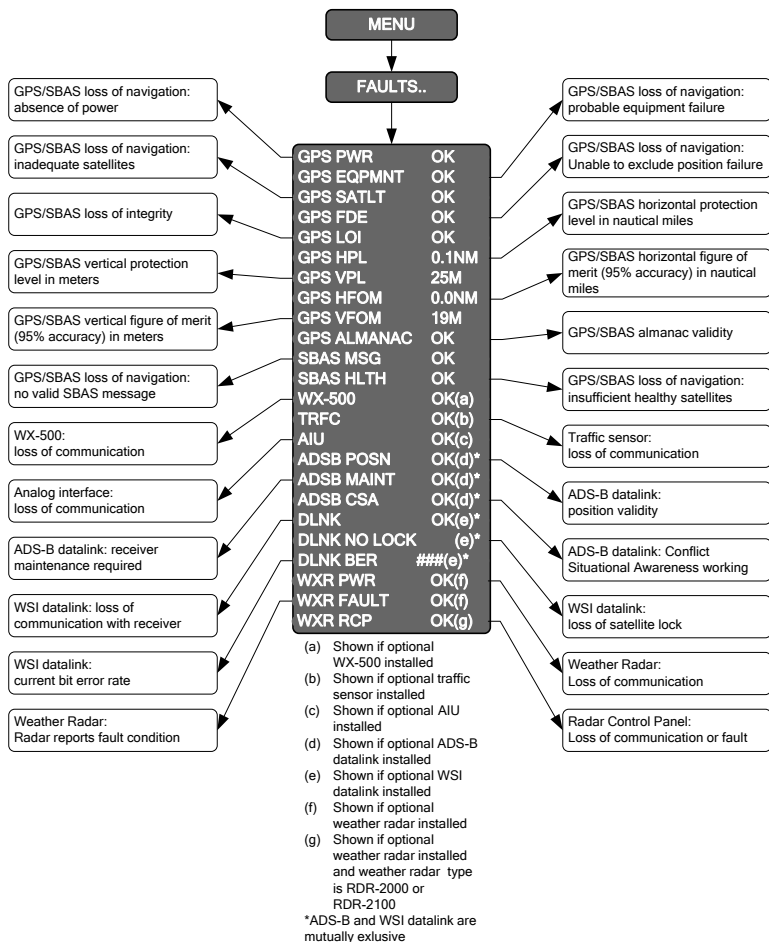 MENU
FAULTS..
GPS/SBAS loss of navigation:
absence of power
GPS/SBAS loss of navigation:
inadequate satellites
GPS/SBAS loss of integrity
GPS/SBAS vertical protection
level in meters
GPS/SBAS vertical figure of merit
(95% accuracy) in meters
GPS/SBAS loss of navigation:
no valid SBAS message
WX-500:
loss of communication
Analog interface:
loss of communication
ADS-B datalink: receiver
maintenance required
WSI datalink: loss of
communication with receiver
WSI datalink:
current bit error rate
Weather Radar:
Radar reports fault condition
GPS PWR OK
GPS EQPMNT OK
GPS SATLT OK
GPS FDE OK
GPS LOI OK
GPS HPL 0.1NM
GPS VPL 25M
GPS HFOM 0.0NM
GPS VFOM 19M
GPS ALMANAC OK
SBAS MSG OK
SBAS HLTH OK
WX-500 OK(a)
TRFC OK(b)
AIU OK(c)
ADSB POSN OK(d)*
ADSB MAINT OK(d)*
ADSB CSA OK(d)*
DLNK OK(e)*
DLNK NO LOCK (e)*
DLNK BER ###(e)*
WXR PWR OK(f)
WXR FAULT OK(f)
WXR RCP OK(g)
GPS/SBAS loss of navigation:
probable equipment failure
GPS/SBAS loss of navigation:
Unable to exclude position failure
GPS/SBAS horizontal protection
level in nautical miles
GPS/SBAS horizontal figure of
merit (95% accuracy) in nautical
miles
GPS/SBAS almanac validity
GPS/SBAS loss of navigation:
insufficient healthy satellites
Traffic sensor:
loss of communication
ADS-B datalink:
position validity
ADS-B datalink: Conflict
Situational Awareness working
WSI datalink:
loss of satellite lock
Weather Radar:
Loss of communication
Radar Control Panel:
Loss of communication or fault
(a) Shown if optional
WX-500 installed
(b) Shown if optional traffic
sensor installed
(c) Shown if optional AIU
installed
(d) Shown if optional ADS-B
datalink installed
(e) Shown if optional WSI
datalink installed
(f) Shown if optional
weather radar installed
(g) Shown if optional
weather radar installed
and weather radar type
is RDR-2000 or
RDR-2100
*ADS-B and WSI datalink are
mutually exlusive